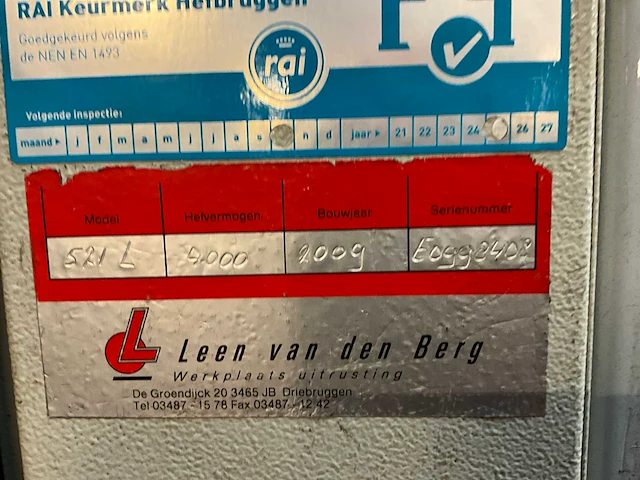 RAI Keurmerk Hefbruggen
Goedgekeurd volgens
de NEN EN 1493
rai
Volgende inspectie:
maand j f m a m j j a s n d jaar 21 22 23 24 26 27
Model Hefvermogen Bouwjaar Serienummer
521 L 4000 2009
Leen van den Berg
Werkplaats uitrusting
De Groendijck 20 3465 JB Driebruggen
Tel 03487 - 15 78 Fax 03487 - 12 42